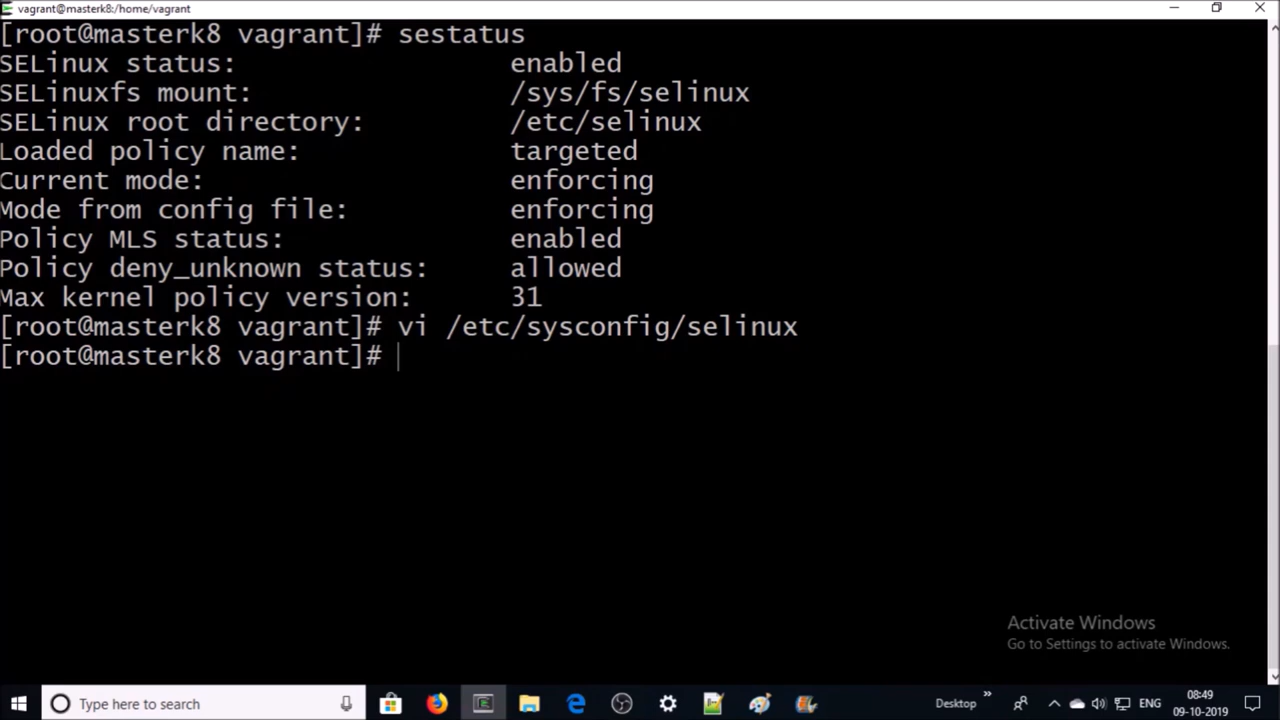 vagrant@masterk8:/home/vagrant
[root@masterk8 vagrant]# sestatus
SELinux status: enabled
SELinuxfs mount: /sys/fs/selinux
SELinux root directory: /etc/selinux
Loaded policy name: targeted
Current mode: enforcing
Mode from config file: enforcing
Policy MLS status: enabled
Policy deny_unknown status: allowed
Max kernel policy version: 31
[root@masterk8 vagrant]# vi /etc/sysconfig/selinux
[root@masterk8 vagrant]#
Activate Windows
Go to Settings to activate Windows.
Type here to search
Desktop
ENG
08:49
09-10-2019